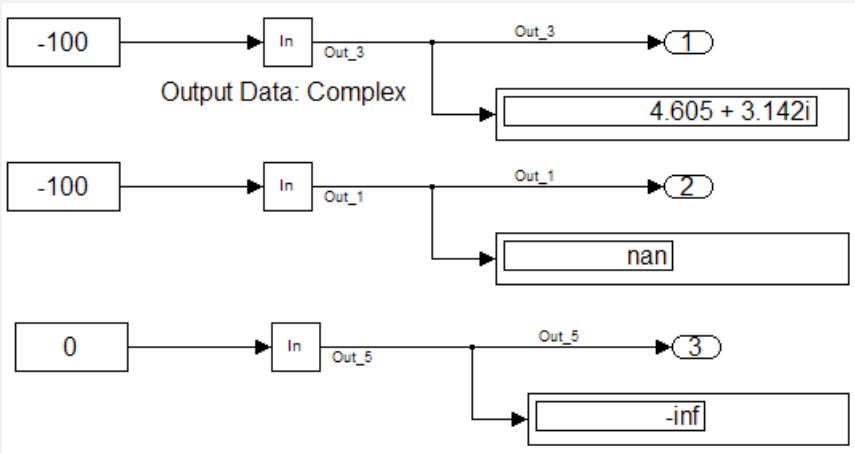 -100 In Out_3 Out_3 1
Output Data: Complex
4.605 + 3.142i
-100 In Out_1 Out_1 2
nan
0 In Out_5 Out_5 3
-inf